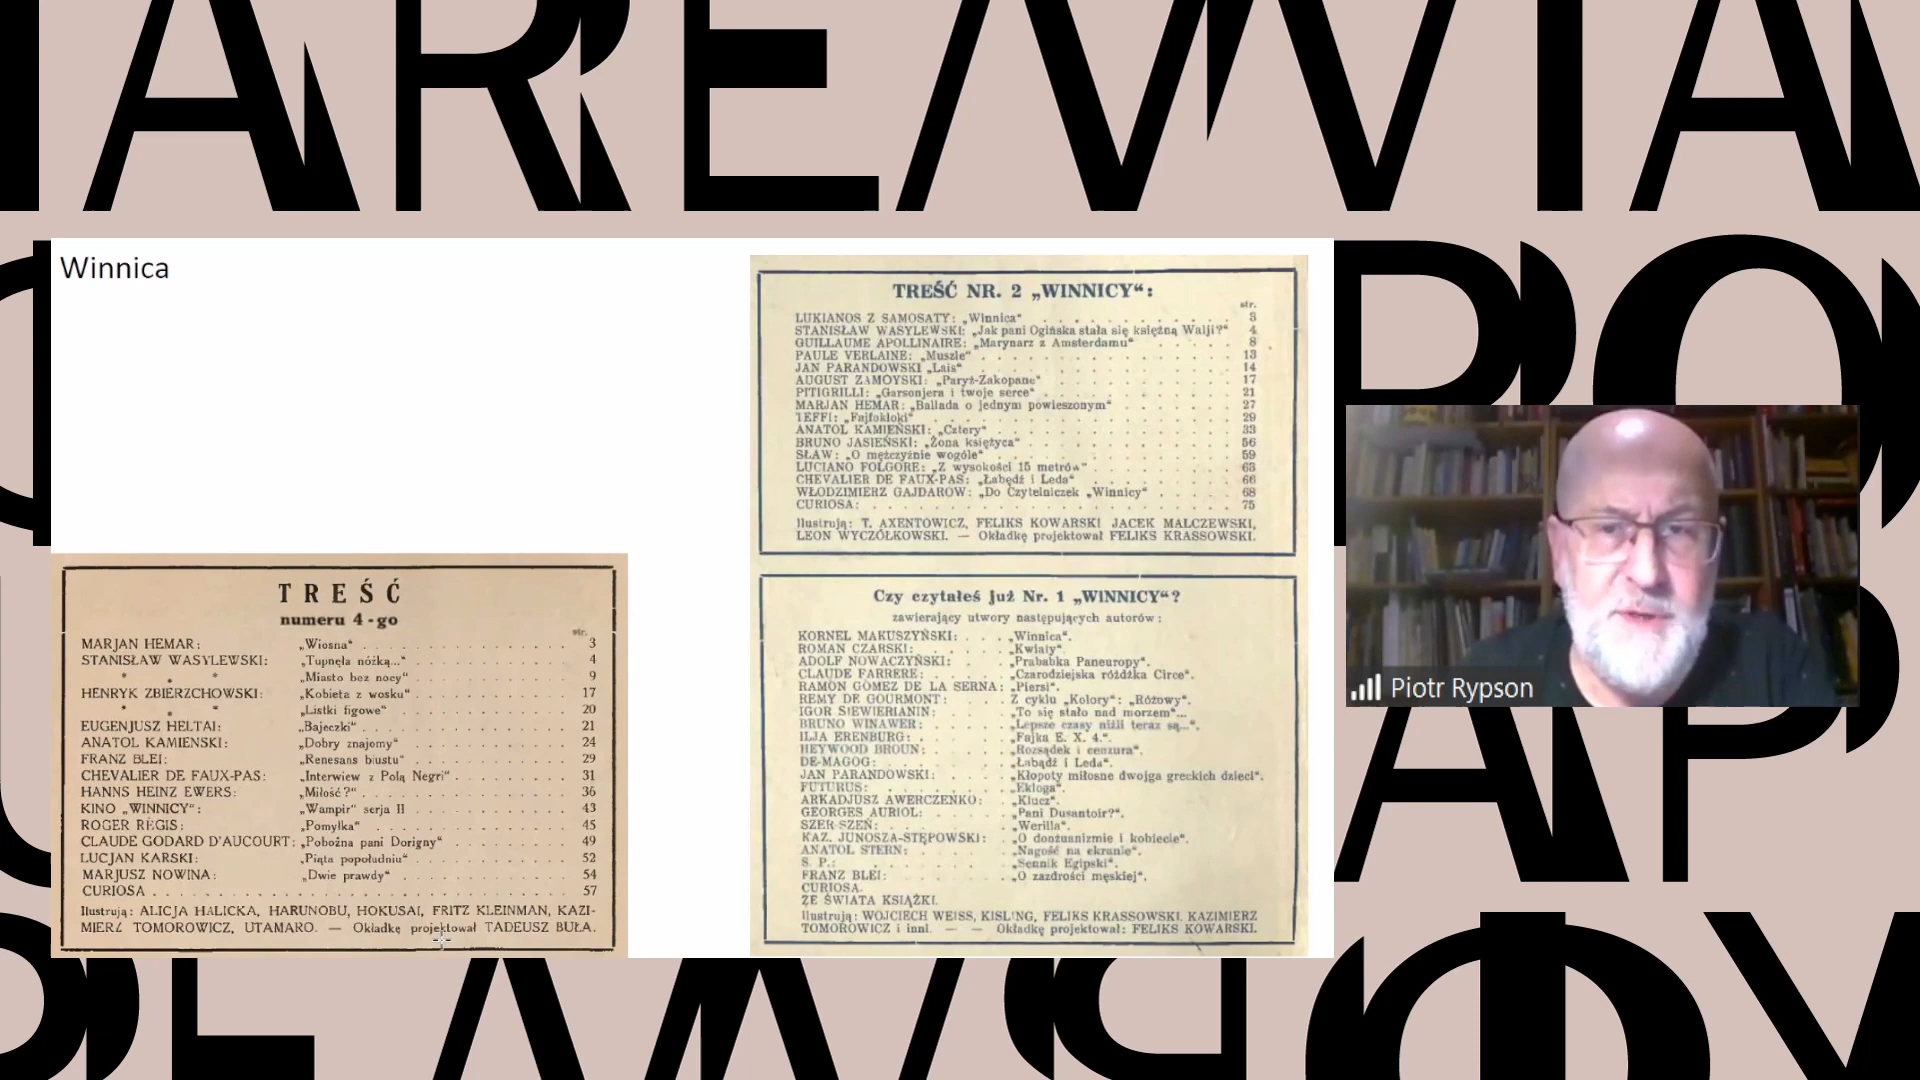 Winnica
TREŚĆ
numeru 4-go
str.
MARJAN HEMAR: „Wiosna“ 3
STANISŁAW WASYLEWSKI: „Tupnęła nóżką...“ 4
" „Miasto bez nocy“ 9
HENRYK ZBIERZCHOWSKI: „Kobieta z wosku“ 17
" „Listki figowe“ 20
EUGENJUSZ HELTAI: „Bajeczki“ 21
ANATOL KAMIENSKI: „Dobry znajomy“ 24
FRANZ BLEI: „Renesans biustu“ 29
CHEVALIER DE FAUX-PAS: „Interwiew z Polą Negri“ 31
HANNS HEINZ EWERS: „Miłość?“ 36
KINO „WINNICY“: „Wampir“ serja II 43
ROGER RÉGIS: „Pomyłka“ 45
CLAUDE GODARD D'AUCOURT: „Pobożna pani Dorigny“ 49
LUCJAN KARSKI: „Piąta popołudniu“ 52
MARJUSZ NOWINA: „Dwie prawdy“ 54
CURIOSA 57
Ilustrują: ALICJA HALICKA, HARUNOBU, HOKUSAI, FRITZ KLEINMAN, KAZI-
MIERZ TOMOROWICZ, UTAMARO. — Okładkę projektował TADEUSZ BUŁA.
TREŚĆ NR. 2 „WINNICY“:
str.
LUKIANOS Z SAMOSATY: „Winnica“ 3
STANISŁAW WASYLEWSKI: „Jak pani Ogińska stała się księżną Walji?“ 4
GUILLAUME APOLLINAIRE: „Marynarz z Amsterdamu“ 8
PAULE VERLAINE: „Muszle“ 13
JAN PARANDOWSKI „Lais“ 14
AUGUST ZAMOYSKI: „Paryż-Zakopane“ 17
PITIGRILLI: „Garsonjera i twoje serce“ 21
MARJAN HEMAR: „Ballada o jednym powieszonym“ 27
TEFFI: „Fajfokloki“ 29
ANATOL KAMIEŃSKI: „Cztery“ 33
BRUNO JASIEŃSKI: „Żona księżyca“ 56
SŁAW: „O mężczyźnie wogóle“ 59
LUCIANO FOLGORE: „Z wysokości 15 metrów“ 63
CHEVALIER DE FAUX-PAS: „Łabędź i Leda“ 66
WŁODZIMIERZ GAJDAROW: „Do Czytelniczek „Winnicy“ 68
CURIOSA: 75
Ilustrują: T. AXENTOWICZ, FELIKS KOWARSKI JACEK MALCZEWSKI,
LEON WYCZÓŁKOWSKI. — Okładkę projektował FELIKS KRASSOWSKI.
Czy czytałeś już Nr. 1 „WINNICY“?
zawierający utwory następujących autorów:
KORNEL MAKUSZYŃSKI: „Winnica“.
ROMAN CZARSKI: „Kwiaty“.
ADOLF NOWACZYŃSKI: „Prababka Paneuropy“.
CLAUDE FARRERE: „Czarodziejska różdżka Circe“.
RAMÓN GÓMEZ DE LA SERNA: „Piersi“.
REMY DE GOURMONT: Z cyklu „Kolory“: „Różowy“.
IGOR SIEWIERIANIN: „To się stało nad morzem“...
BRUNO WINAWER: „Lepsze czasy niźli teraz są...“.
ILJA ERENBURG: „Fajka E. X. 4.“.
HEYWOOD BROUN: „Rozsądek i cenzura“.
DE-MAGOG: „Łabądź i Leda“.
JAN PARANDOWSKI: „Kłopoty miłosne dwojga greckich dzieci“.
FUTURUS: „Ekloga“.
ARKADJUSZ AWERCZENKO: „Klucz“.
GEORGES AURIOL: „Pani Dusantoir?“.
SZER-SZEŃ: „Werilla“.
KAZ. JUNOSZA-STĘPOWSKI: „O donżuanizmie i kobiecie“.
ANATOL STERN: „Nagość na ekranie“.
S. P.: „Sennik Egipski“.
FRANZ BLEI: „O zazdrości męskiej“.
CURIOSA.
ZE ŚWIATA KSIĄŻKI.
Ilustrują: WOJCIECH WEISS, KISLING, FELIKS KRASSOWSKI. KAZIMIERZ
TOMOROWICZ i inni. — — Okładkę projektował: FELIKS KOWARSKI.
Piotr Rypson